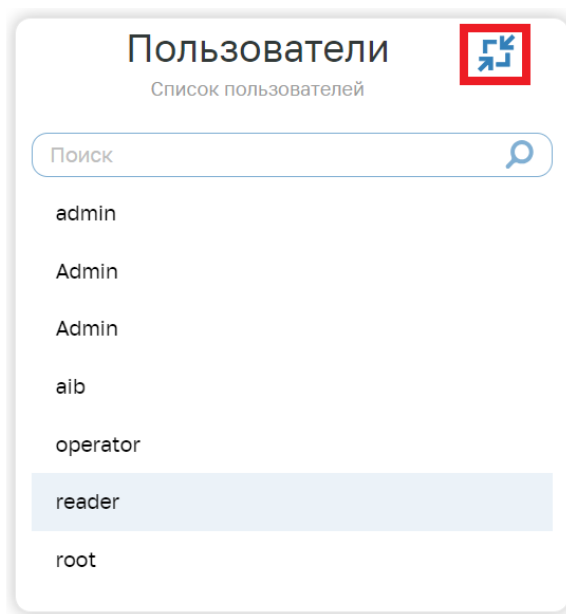 Пользователи
Список пользователей
Поиск
admin
Admin
Admin
aib
operator
reader
root